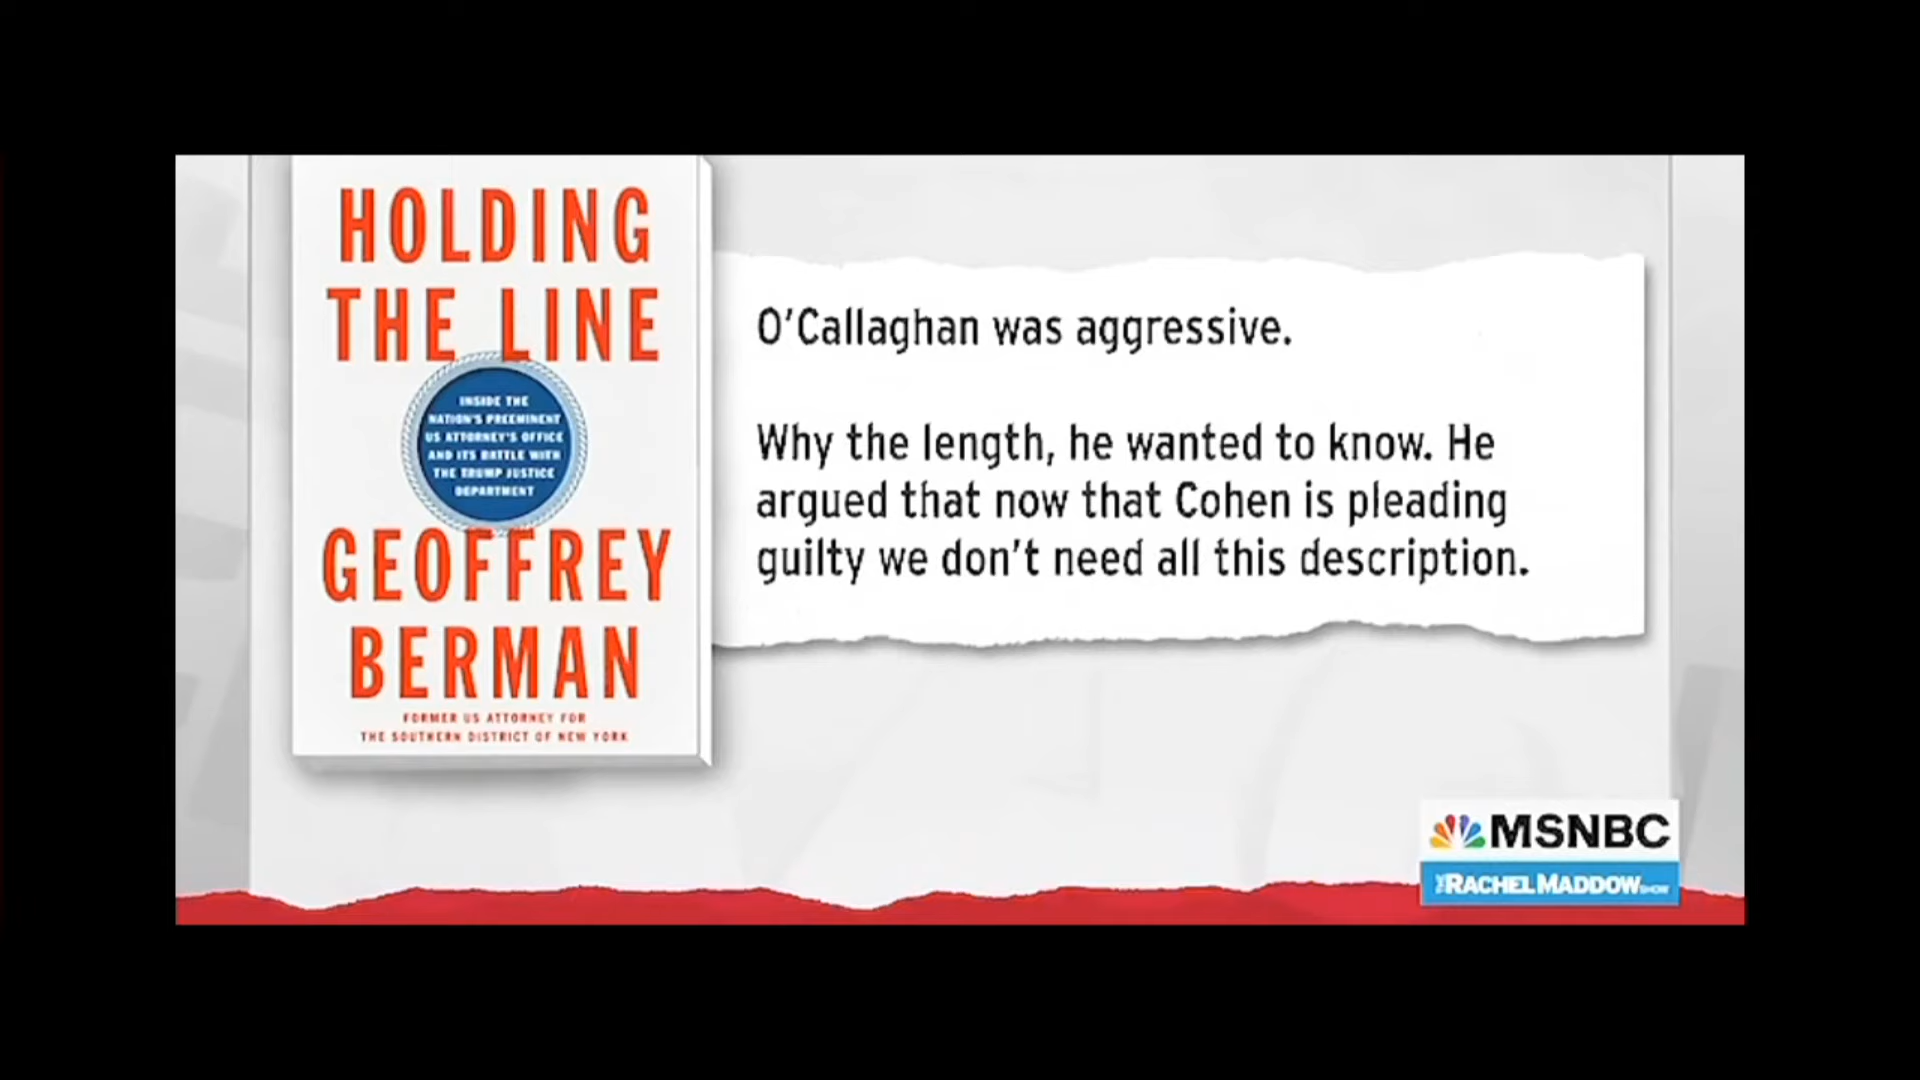 HOLDING
THE LINE
INSIDE THE
NATION'S PREEMINENT
US ATTORNEY'S OFFICE
AND ITS BATTLE WITH
THE TRUMP JUSTICE
DEPARTMENT
GEOFFREY
BERMAN
FORMER US ATTORNEY FOR
THE SOUTHERN DISTRICT OF NEW YORK
O'Callaghan was aggressive.
Why the length, he wanted to know. He
argued that now that Cohen is pleading
guilty we don't need all this description.
MSNBC
THE RACHEL MADDOW SHOW